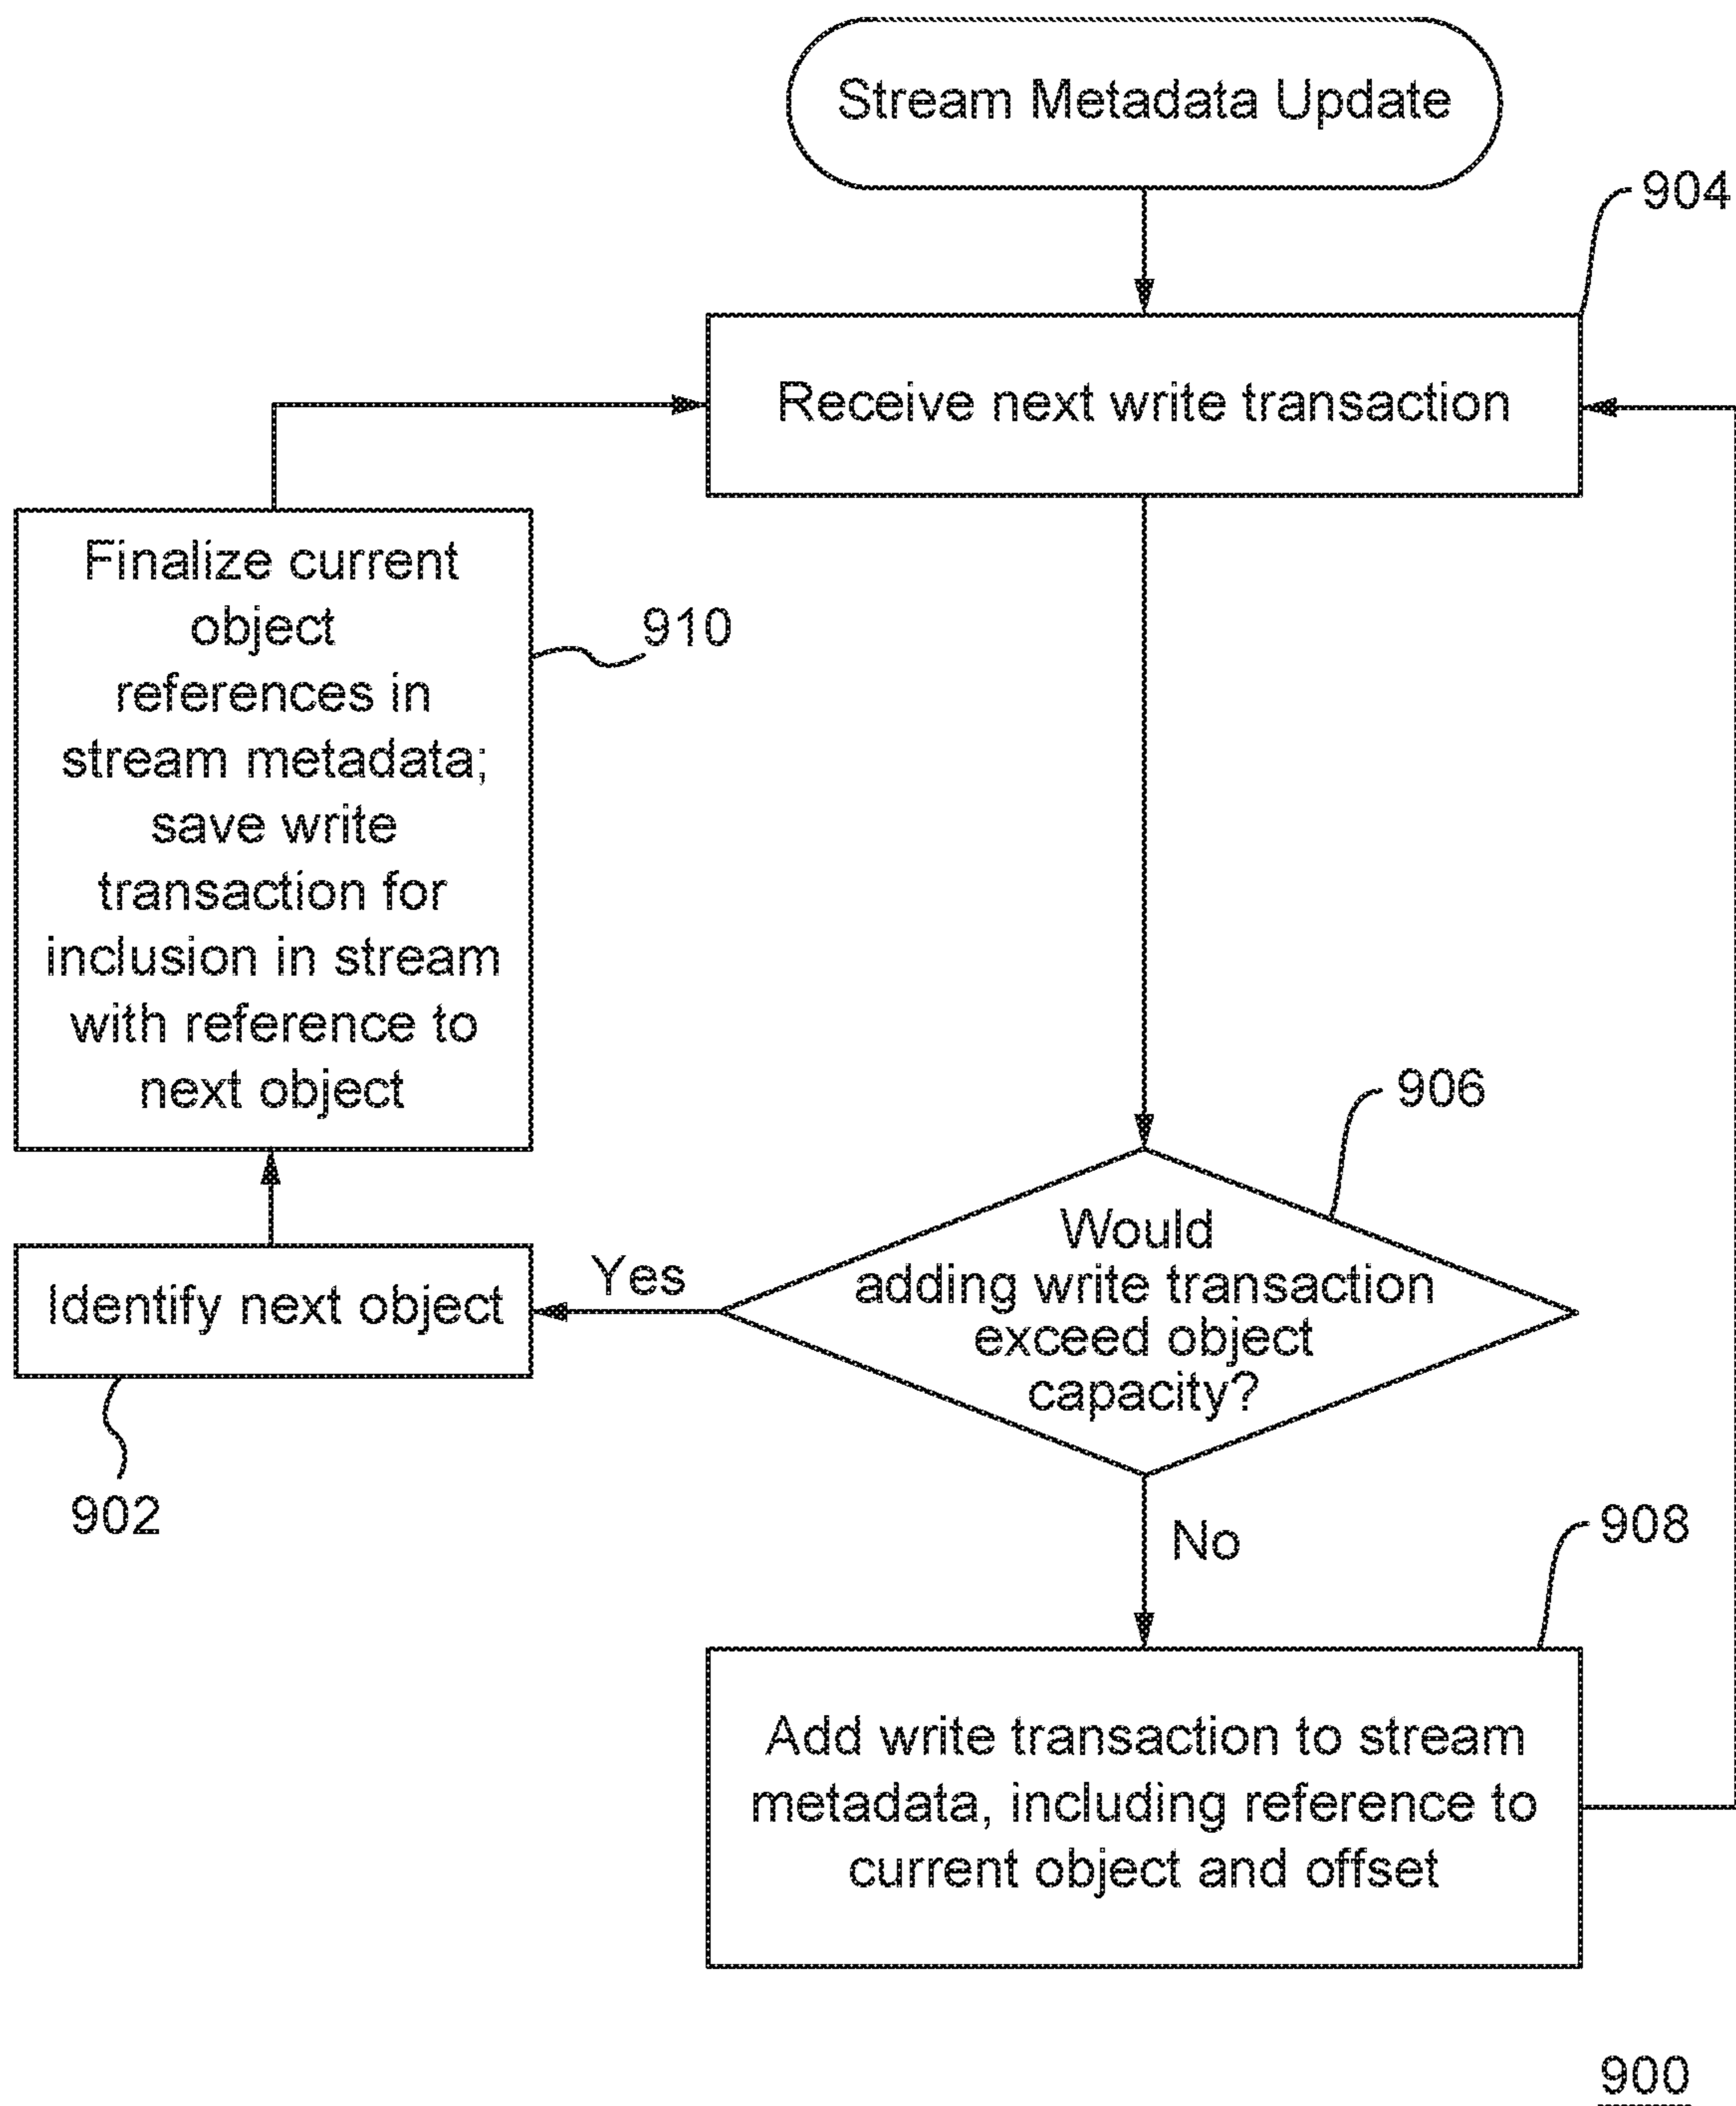 Stream Metadata Update
904
Receive next write transaction
Finalize current
object
references in
stream metadata;
save write
transaction for
inclusion in stream
with reference to
next object
910
906
Would
adding write transaction
exceed object
capacity?
Yes
Identify next object
902
No
908
Add write transaction to stream
metadata, including reference to
current object and offset
900